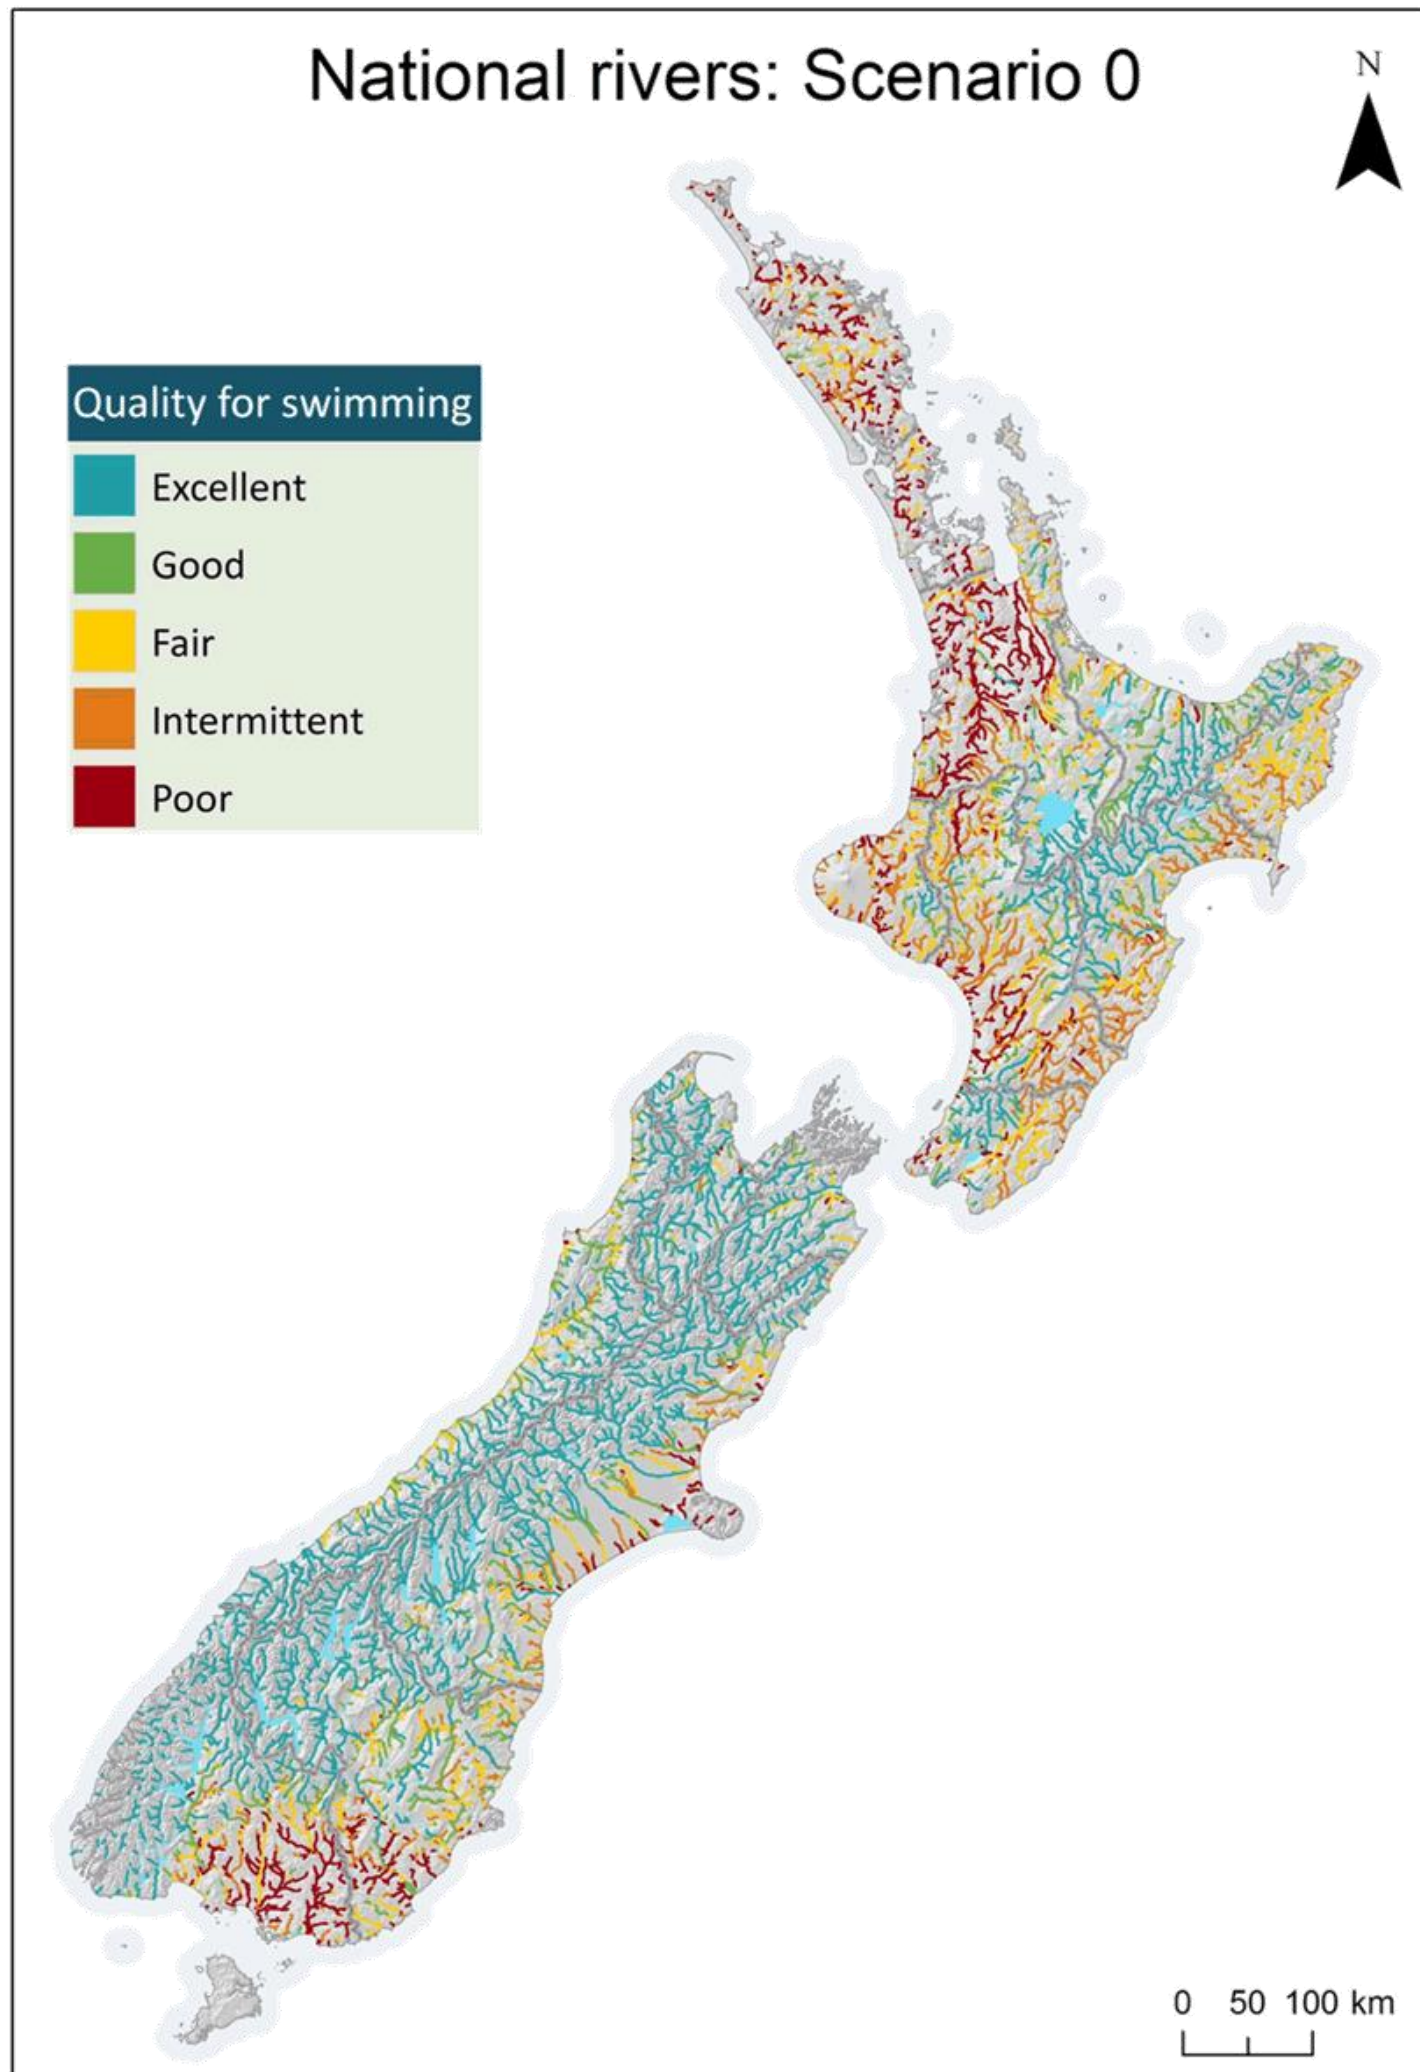 National rivers: Scenario 0
N
Quality for swimming
Excellent
Good
Fair
Intermittent
Poor
0 50 100 km